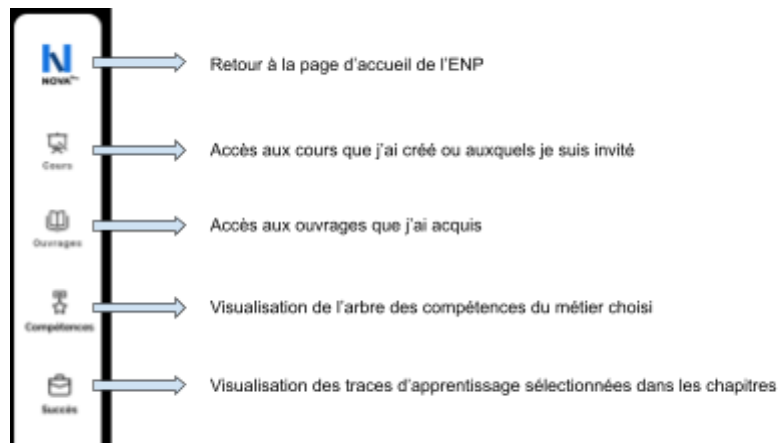 NOVA
Retour à la page d'accueil de l'ENP
Cours
Accès aux cours que j'ai créé ou auxquels je suis invité
Ouvrages
Accès aux ouvrages que j'ai acquis
Compétences
Visualisation de l'arbre des compétences du métier choisi
Succès
Visualisation des traces d'apprentissage sélectionnées dans les chapitres